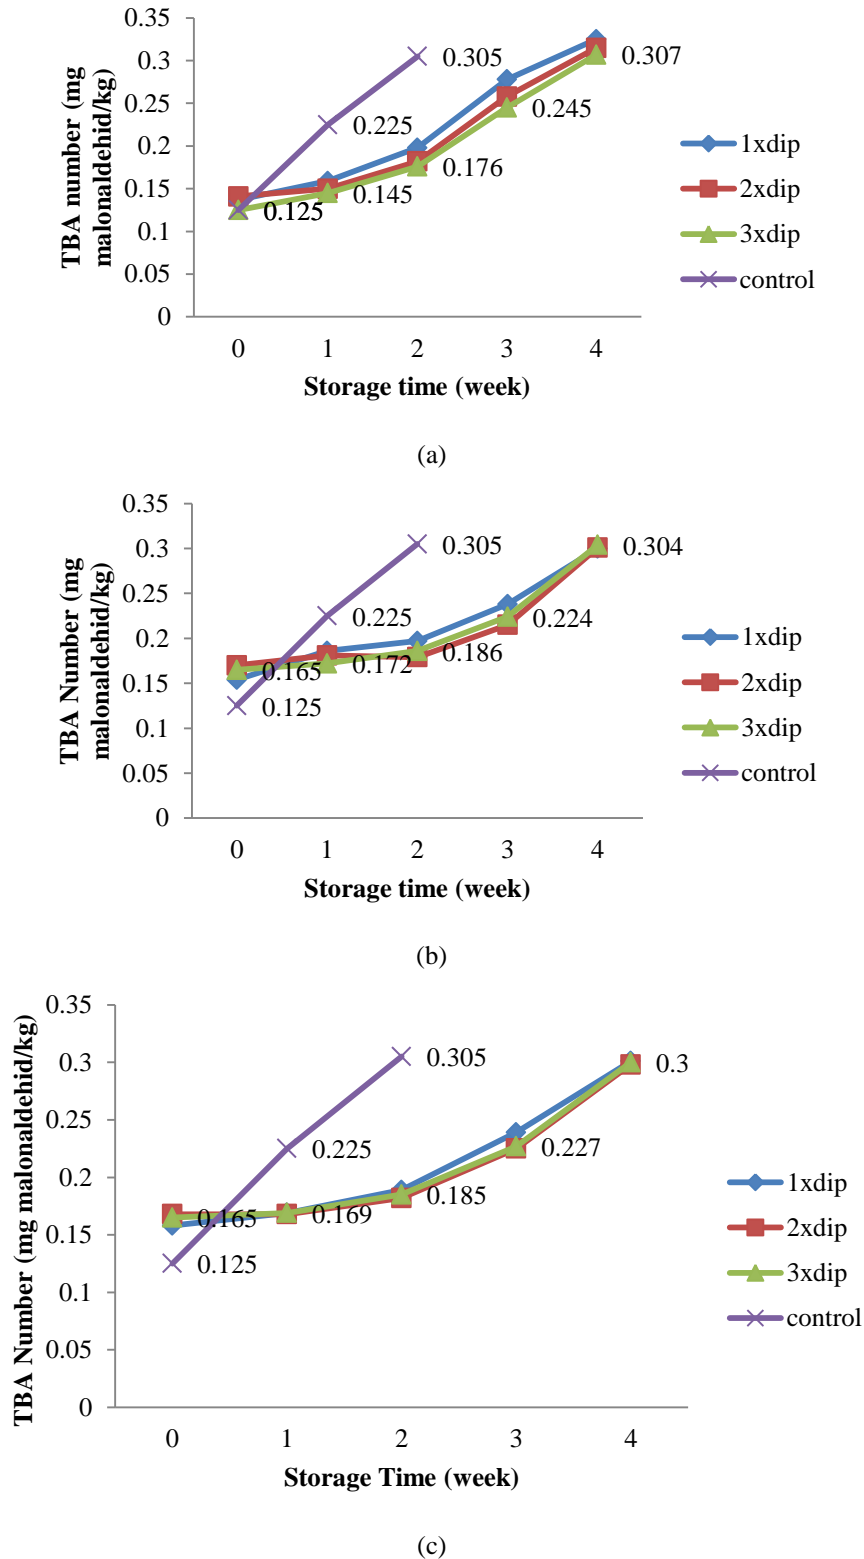 0.35
0.3
0.25
0.2
0.15
0.1
0.05
0
TBA number (mg
malonaldehid/kg)
0.305
0.307
0.225
0.245
0.176
0.145
0.125
0.125
0 1 2 3 4
Storage time (week)
1xdip
2xdip
3xdip
control
(a)
0.35
0.3
0.25
0.2
0.15
0.1
0.05
0
TBA Number (mg
malonaldehid/kg)
0.305
0.304
0.225
0.224
0.186
0.172
0.165
0.125
0 1 2 3 4
Storage time (week)
1xdip
2xdip
3xdip
control
(b)
0.35
0.3
0.25
0.2
0.15
0.1
0.05
0
TBA Number (mg malonaldehid/kg)
0.305
0.3
0.225
0.227
0.185
0.169
0.165
0.125
0 1 2 3 4
Storage Time (week)
1xdip
2xdip
3xdip
control
(c)